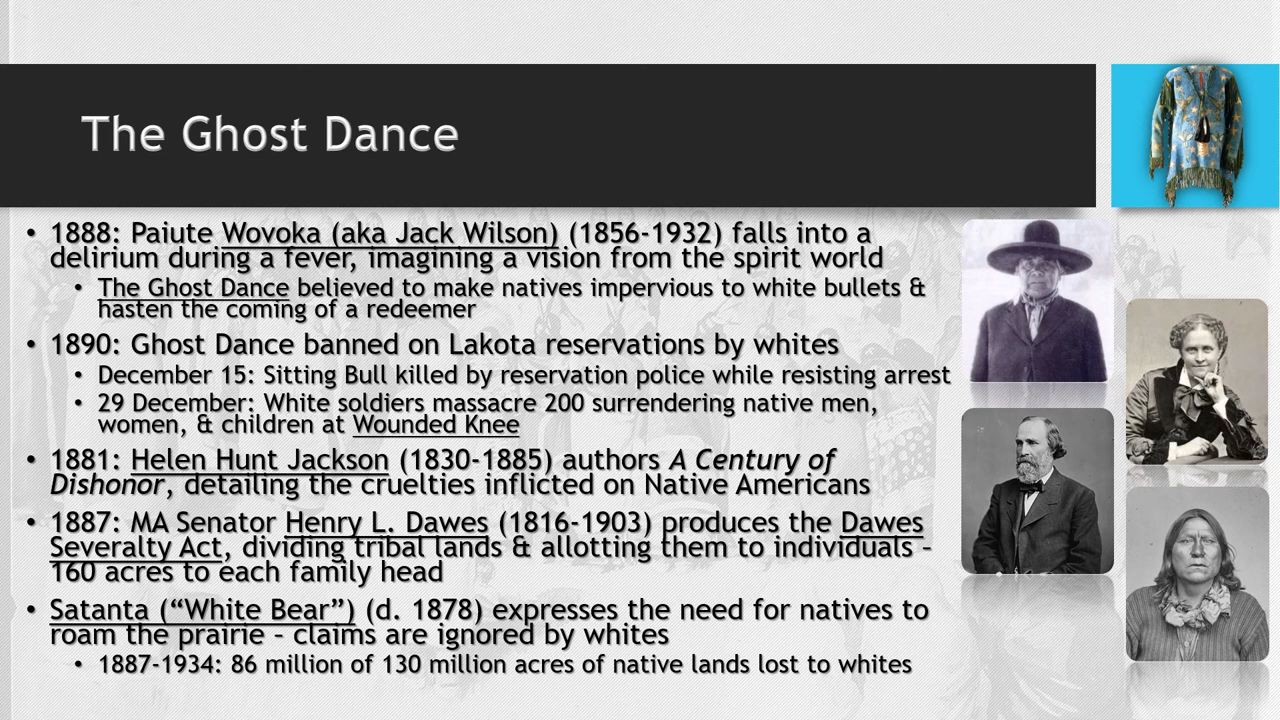 The Ghost Dance
• 1888: Paiute Wovoka (aka Jack Wilson) (1856-1932) falls into a
delirium during a fever, imagining a vision from the spirit world
• The Ghost Dance believed to make natives impervious to white bullets &
hasten the coming of a redeemer
• 1890: Ghost Dance banned on Lakota reservations by whites
• December 15: Sitting Bull killed by reservation police while resisting arrest
• 29 December: White soldiers massacre 200 surrendering native men,
women, & children at Wounded Knee
• 1881: Helen Hunt Jackson (1830-1885) authors A Century of
Dishonor, detailing the cruelties inflicted on Native Americans
• 1887: MA Senator Henry L. Dawes (1816-1903) produces the Dawes
Severalty Act, dividing tribal lands & allotting them to individuals –
160 acres to each family head
• Satanta (“White Bear”) (d. 1878) expresses the need for natives to
roam the prairie – claims are ignored by whites
• 1887-1934: 86 million of 130 million acres of native lands lost to whites